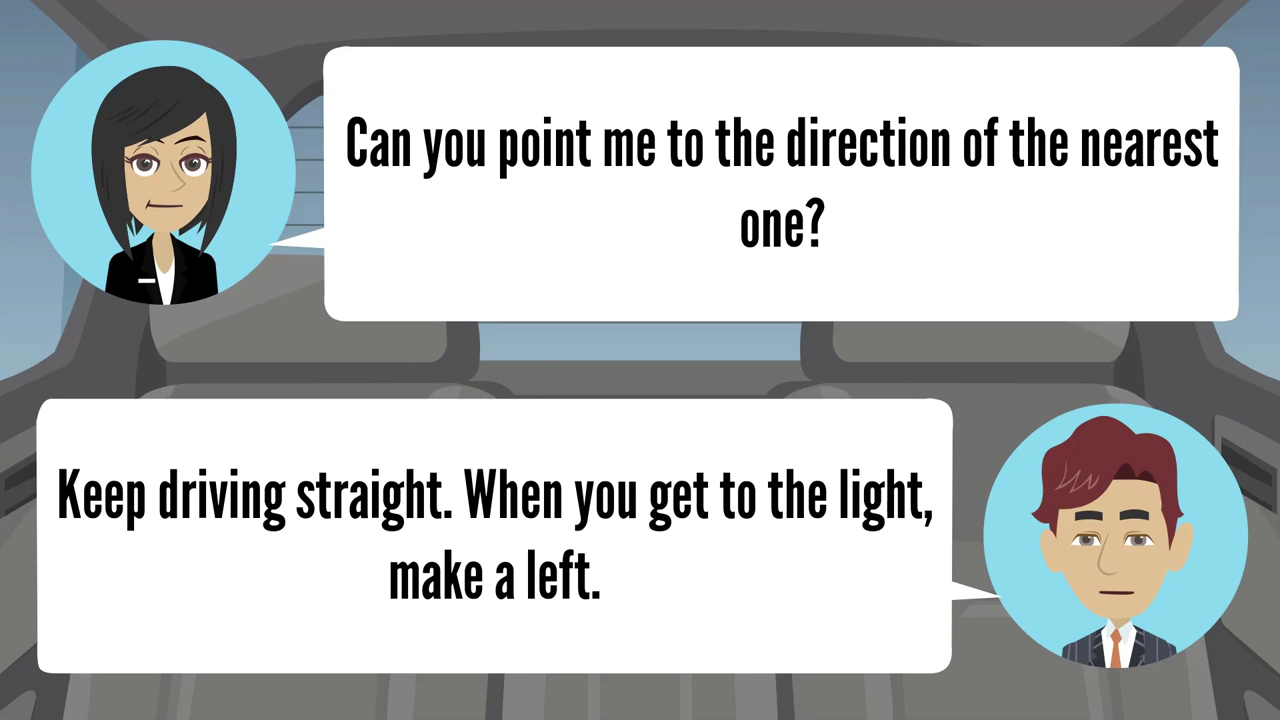 Can you point me to the direction of the nearest
one?
Keep driving straight. When you get to the light,
make a left.